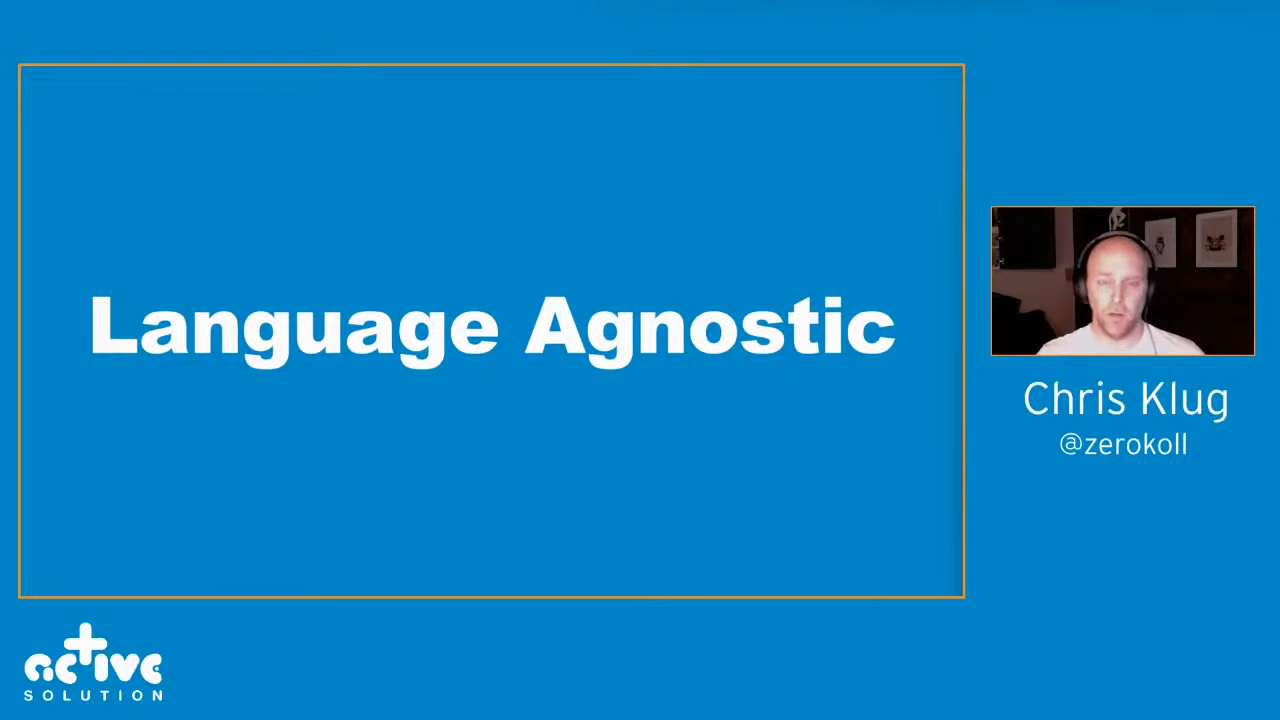 Language Agnostic
Chris Klug
@zerokoll
active
SOLUTION